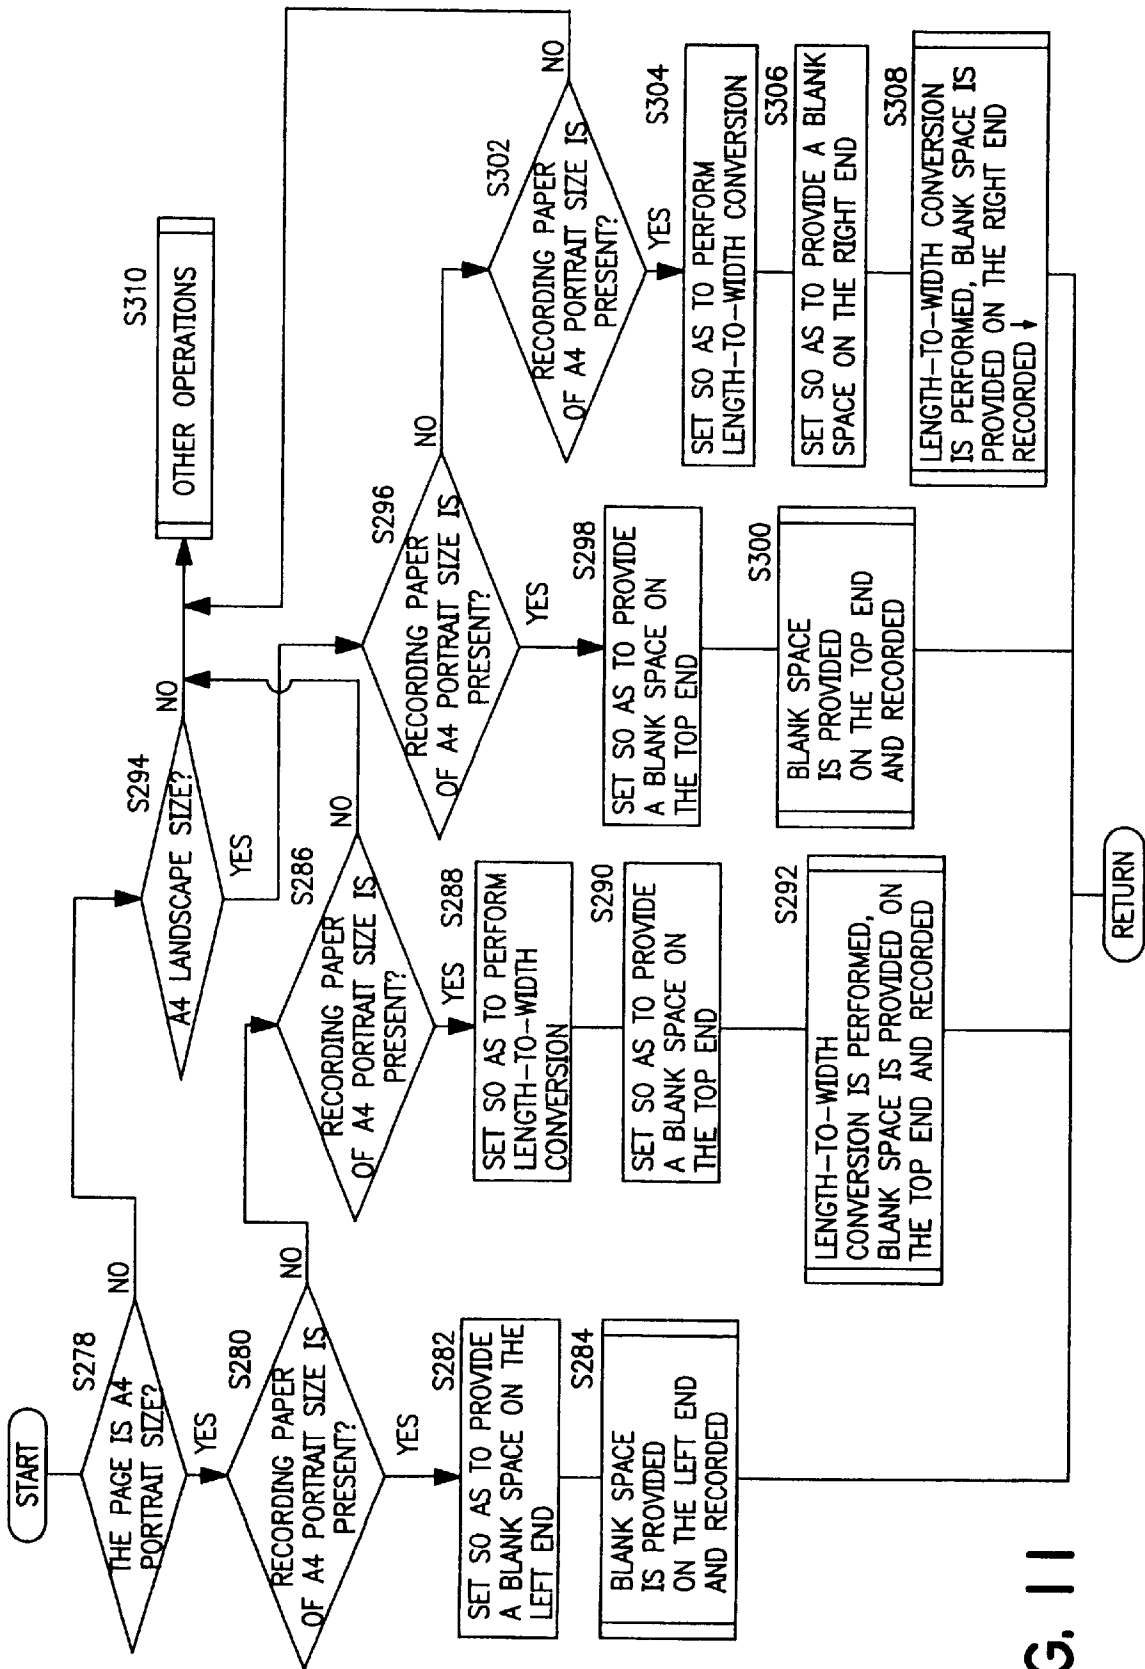 START
S278
THE PAGE IS A4
PORTRAIT SIZE?
NO
YES
S280
RECORDING PAPER
OF A4 PORTRAIT SIZE IS
PRESENT?
NO
YES
S282
SET SO AS TO PROVIDE
A BLANK SPACE ON THE
LEFT END
S284
BLANK SPACE
IS PROVIDED
ON THE LEFT END
AND RECORDED
S294
A4 LANDSCAPE SIZE?
NO
YES
S286
RECORDING PAPER
OF A4 PORTRAIT SIZE IS
PRESENT?
NO
YES
S288
SET SO AS TO PERFORM
LENGTH-TO-WIDTH
CONVERSION
S290
SET SO AS TO PROVIDE
A BLANK SPACE ON
THE TOP END
S292
LENGTH-TO-WIDTH
CONVERSION IS PERFORMED,
BLANK SPACE IS PROVIDED ON
THE TOP END AND RECORDED
S296
RECORDING PAPER
OF A4 PORTRAIT SIZE IS
PRESENT?
NO
YES
S298
SET SO AS TO PROVIDE
A BLANK SPACE ON
THE TOP END
S300
BLANK SPACE
IS PROVIDED
ON THE TOP END
AND RECORDED
S310
OTHER OPERATIONS
S302
RECORDING PAPER
OF A4 PORTRAIT SIZE IS
PRESENT?
NO
YES
S304
SET SO AS TO PERFORM
LENGTH-TO-WIDTH CONVERSION
S306
SET SO AS TO PROVIDE A BLANK
SPACE ON THE RIGHT END
S308
LENGTH-TO-WIDTH CONVERSION
IS PERFORMED, BLANK SPACE IS
PROVIDED ON THE RIGHT END
RECORDED ↓
RETURN
G. 11